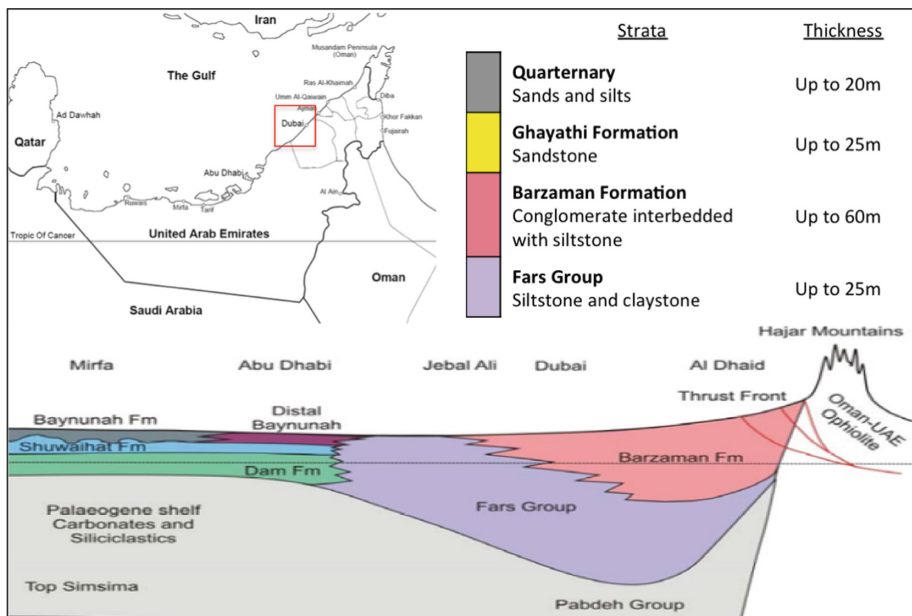 Iran
Musandam Peninsula
(Oman)
The Gulf
Ras Al-Khaimah
Umm Al-Qaiwain
Ajman
Diba
Ad Dawhah
Dubai
Khor Fakkan
Fujairah
Qatar
Abu Dhabi
Al Ain
Ruwais
Mirfa
Tarif
Tropic Of Cancer
United Arab Emirates
Oman
Saudi Arabia
Strata
Thickness
Quarternary
Sands and silts
Up to 20m
Ghayathi Formation
Sandstone
Up to 25m
Barzaman Formation
Conglomerate interbedded
with siltstone
Up to 60m
Fars Group
Siltstone and claystone
Up to 25m
Hajar Mountains
Mirfa
Abu Dhabi
Jebal Ali
Dubai
Al Dhaid
Thrust Front
Baynunah Fm
Distal
Baynunah
Oman-UAE
Ophiolite
Shuwaihat Fm
Barzaman Fm
Dam Fm
Fars Group
Palaeogene shelf
Carbonates and
Siliciclastics
Top Simsima
Pabdeh Group